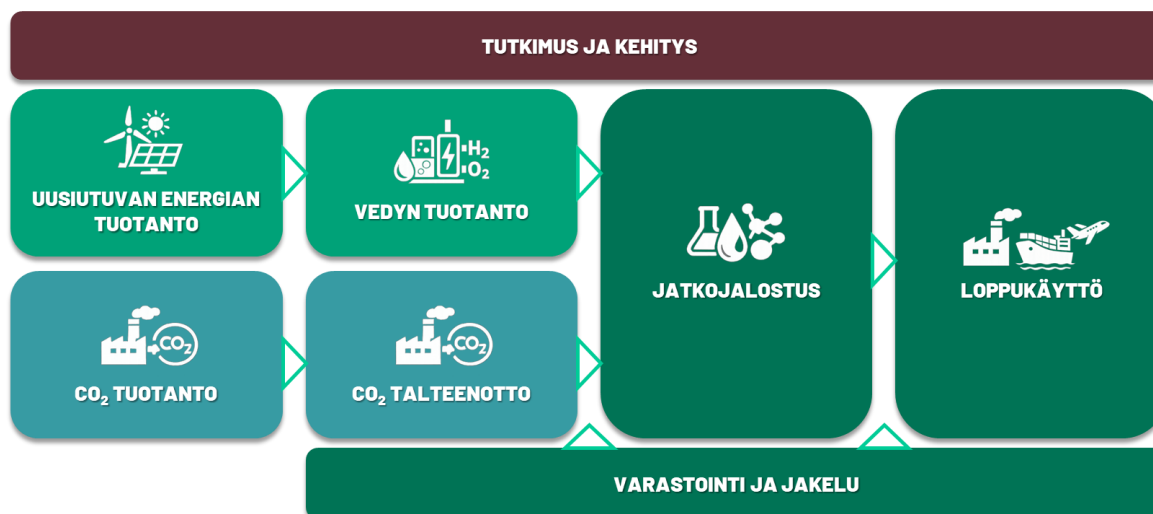 TUTKIMUS JA KEHITYS
UUSIUTUVAN ENERGIAN
TUOTANTO
H₂
O₂
VEDYN TUOTANTO
CO₂
CO₂ TUOTANTO
CO₂
CO₂ TALTEENOTTO
JATKOJALOSTUS
LOPPUKÄYTTÖ
VARASTOINTI JA JAKELU